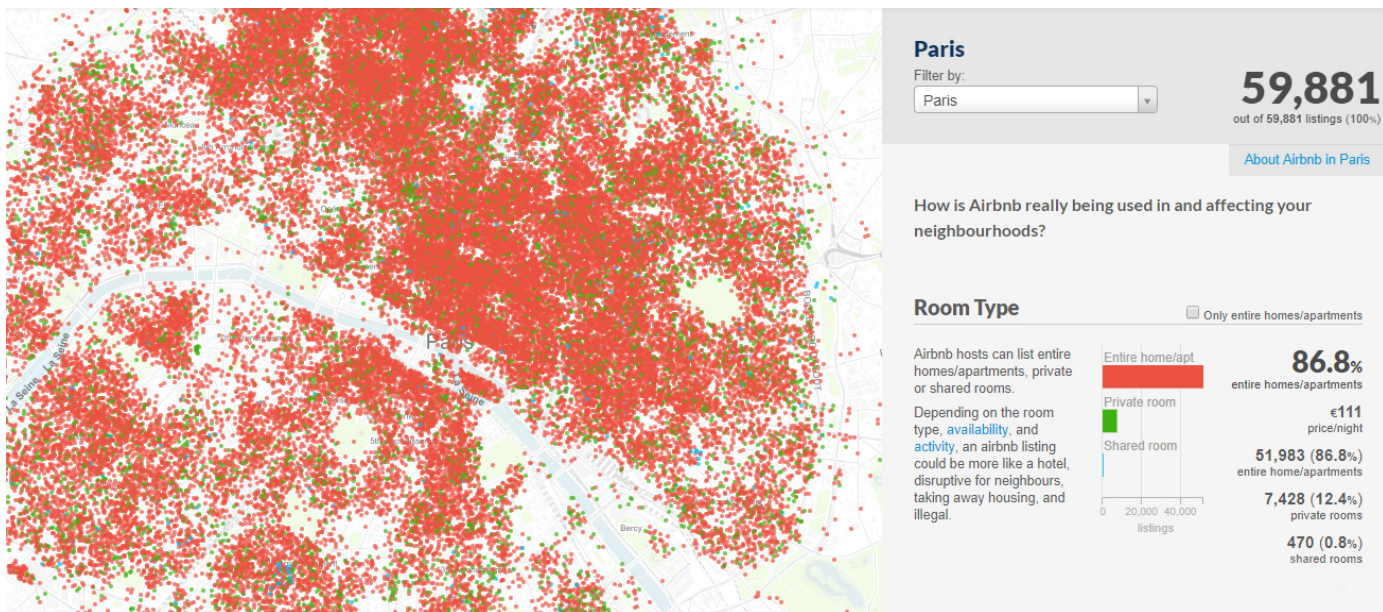 Paris
Filter by:
Paris
59,881
out of 59,881 listings (100%)
About Airbnb in Paris
How is Airbnb really being used in and affecting your
neighbourhoods?
Room Type
Only entire homes/apartments
Airbnb hosts can list entire
homes/apartments, private
or shared rooms.
Depending on the room
type, availability, and
activity, an airbnb listing
could be more like a hotel,
disruptive for neighbours,
taking away housing, and
illegal.
Entire home/apt
Private room
Shared room
0 20,000 40,000
listings
86.8%
entire homes/apartments
€111
price/night
51,983 (86.8%)
entire home/apartments
7,428 (12.4%)
private rooms
470 (0.8%)
shared rooms
Paris
La Seine
La Seine
La Seine
Bercy